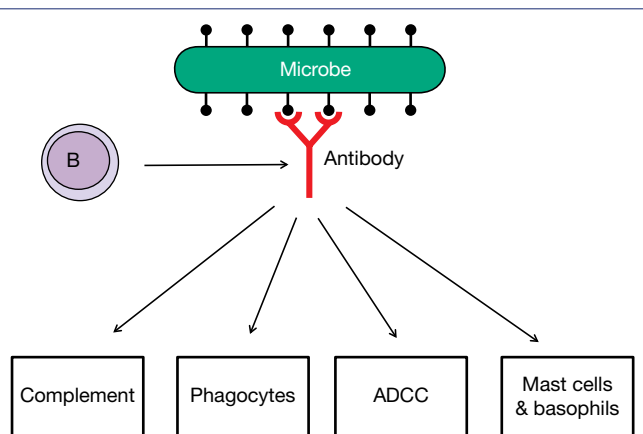 Microbe
B
Antibody
Complement
Phagocytes
ADCC
Mast cells
& basophils